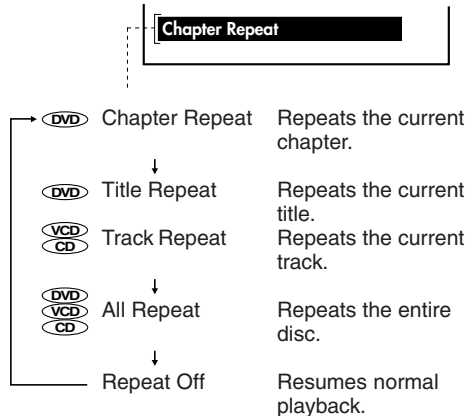 Chapter Repeat
DVD Chapter Repeat Repeats the current
chapter.
DVD Title Repeat Repeats the current
title.
VCD
CD
Track Repeat Repeats the current
track.
DVD
VCD
CD
All Repeat Repeats the entire
disc.
Repeat Off Resumes normal
playback.